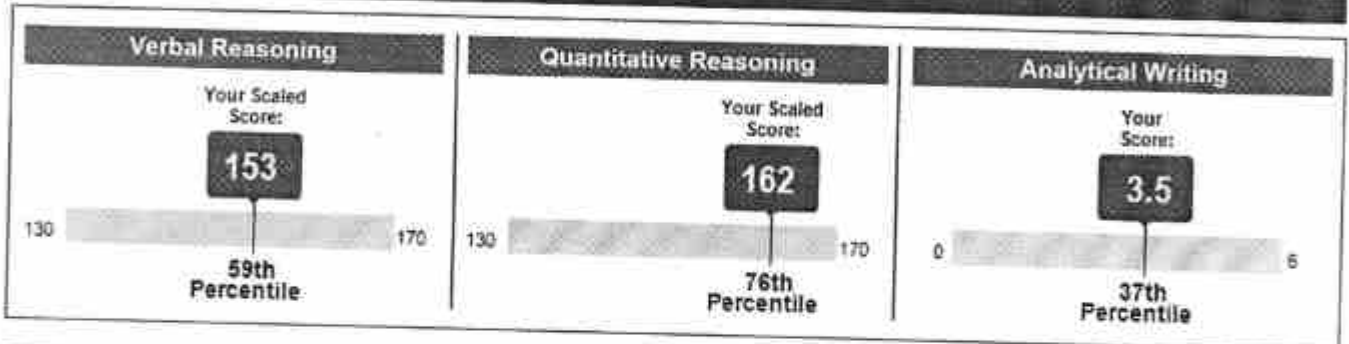 Verbal Reasoning
Your Scaled
Score:
153
130
170
59th
Percentile
Quantitative Reasoning
Your Scaled
Score:
162
130
170
76th
Percentile
Analytical Writing
Your
Score:
3.5
0
6
37th
Percentile